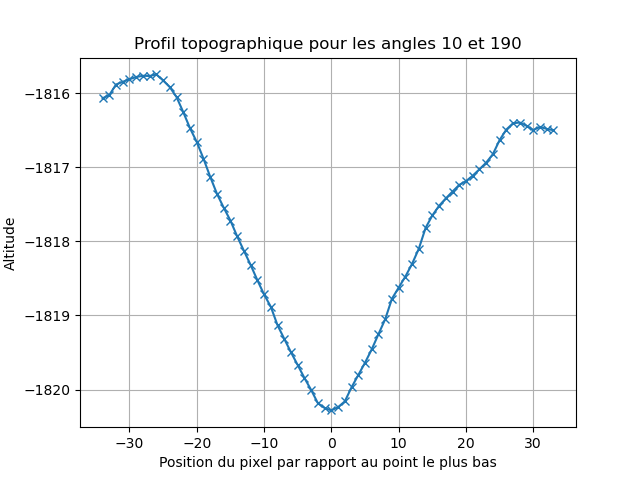 Profil topographique pour les angles 10 et 190
−1816
−1817
−1818
−1819
−1820
Altitude
−30 −20 −10 0 10 20 30
Position du pixel par rapport au point le plus bas